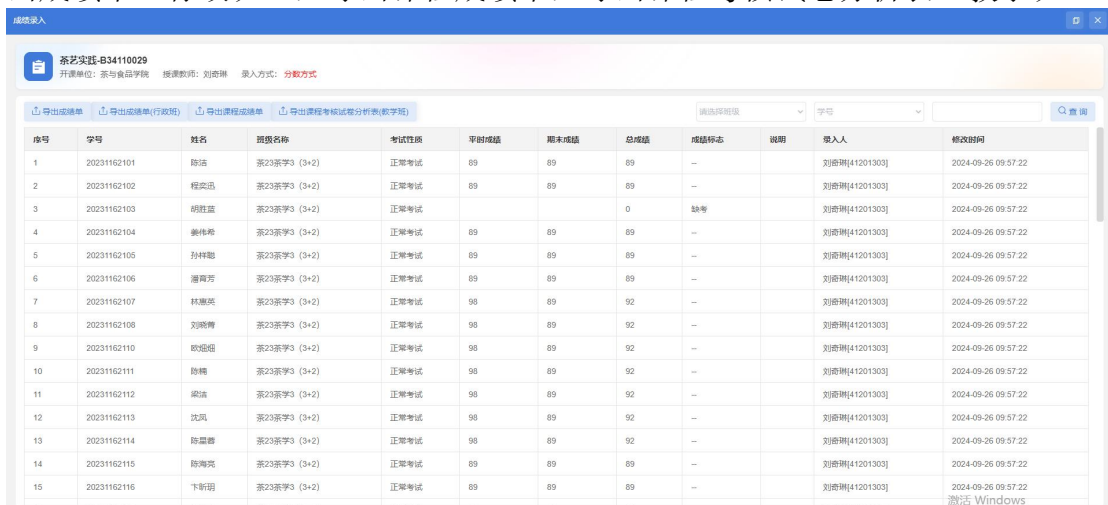 成绩录入
茶艺实践-B34110029
开课单位：茶与食品学院 授课教师：刘奇琳 录入方式：分数方式
导出成绩单 导出成绩单(行政班) 导出课程成绩单 导出课程考核试卷分析表(教学班) 请选择班级 学号 查询
序号 学号 姓名 班级名称 考试性质 平时成绩 期末成绩 总成绩 成绩标志 说明 录入人 修改时间
1 20231162101 陈洁 茶23茶学3（3+2） 正常考试 89 89 89 -- 刘奇琳[41201303] 2024-09-26 09:57:22
2 20231162102 程奕迅 茶23茶学3（3+2） 正常考试 89 89 89 -- 刘奇琳[41201303] 2024-09-26 09:57:22
3 20231162103 胡胜蓝 茶23茶学3（3+2） 正常考试 0 缺考 刘奇琳[41201303] 2024-09-26 09:57:22
4 20231162104 姜伟希 茶23茶学3（3+2） 正常考试 89 89 89 -- 刘奇琳[41201303] 2024-09-26 09:57:22
5 20231162105 孙样聪 茶23茶学3（3+2） 正常考试 89 89 89 -- 刘奇琳[41201303] 2024-09-26 09:57:22
6 20231162106 潘育芳 茶23茶学3（3+2） 正常考试 89 89 89 -- 刘奇琳[41201303] 2024-09-26 09:57:22
7 20231162107 林惠英 茶23茶学3（3+2） 正常考试 98 89 92 -- 刘奇琳[41201303] 2024-09-26 09:57:22
8 20231162108 茶23茶学3（3+2） 正常考试 98 89 92 -- 刘奇琳[41201303] 2024-09-26 09:57:22
9 20231162110 欧烟烟 茶23茶学3（3+2） 正常考试 98 89 92 -- 刘奇琳[41201303] 2024-09-26 09:57:22
10 20231162111 陈楠 茶23茶学3（3+2） 正常考试 98 89 92 -- 刘奇琳[41201303] 2024-09-26 09:57:22
11 20231162112 梁洁 茶23茶学3（3+2） 正常考试 98 89 92 -- 刘奇琳[41201303] 2024-09-26 09:57:22
12 20231162113 沈凤 茶23茶学3（3+2） 正常考试 98 89 92 -- 刘奇琳[41201303] 2024-09-26 09:57:22
13 20231162114 茶23茶学3（3+2） 正常考试 98 89 92 -- 刘奇琳[41201303] 2024-09-26 09:57:22
14 20231162115 陈海亮 茶23茶学3（3+2） 正常考试 89 89 89 -- 刘奇琳[41201303] 2024-09-26 09:57:22
15 20231162116 卞昕玥 茶23茶学3（3+2） 正常考试 89 89 89 -- 刘奇琳[41201303] 2024-09-26 09:57:22
激活 Windows